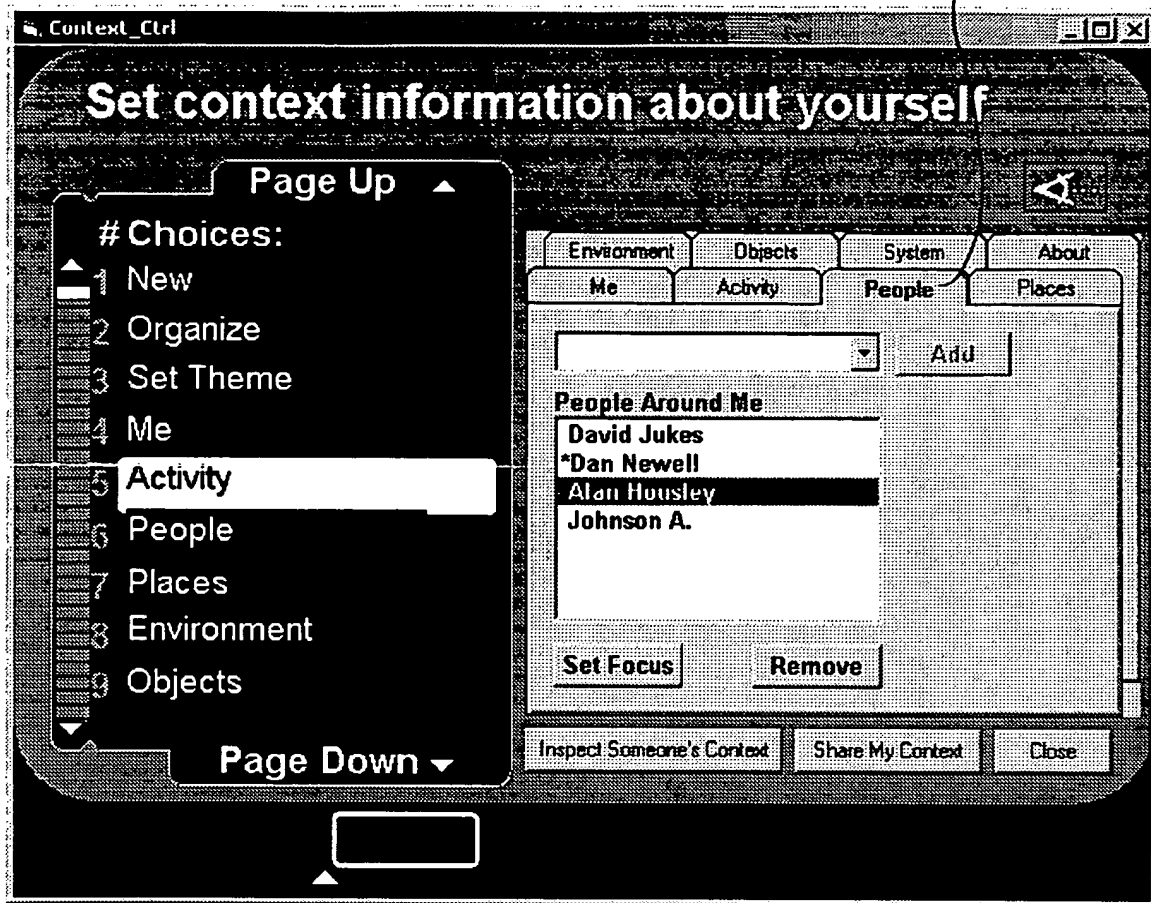 Context_Ctrl
Set context information about yourself
Page Up
# Choices:
1 New
2 Organize
3 Set Theme
4 Me
5 Activity
6 People
7 Places
8 Environment
9 Objects
Page Down
Environment Objects System About
Me Activity People Places
Add
People Around Me
David Jukes
*Dan Newell
Alan Housley
Johnson A.
Set Focus Remove
Inspect Someone's Context Share My Context Close